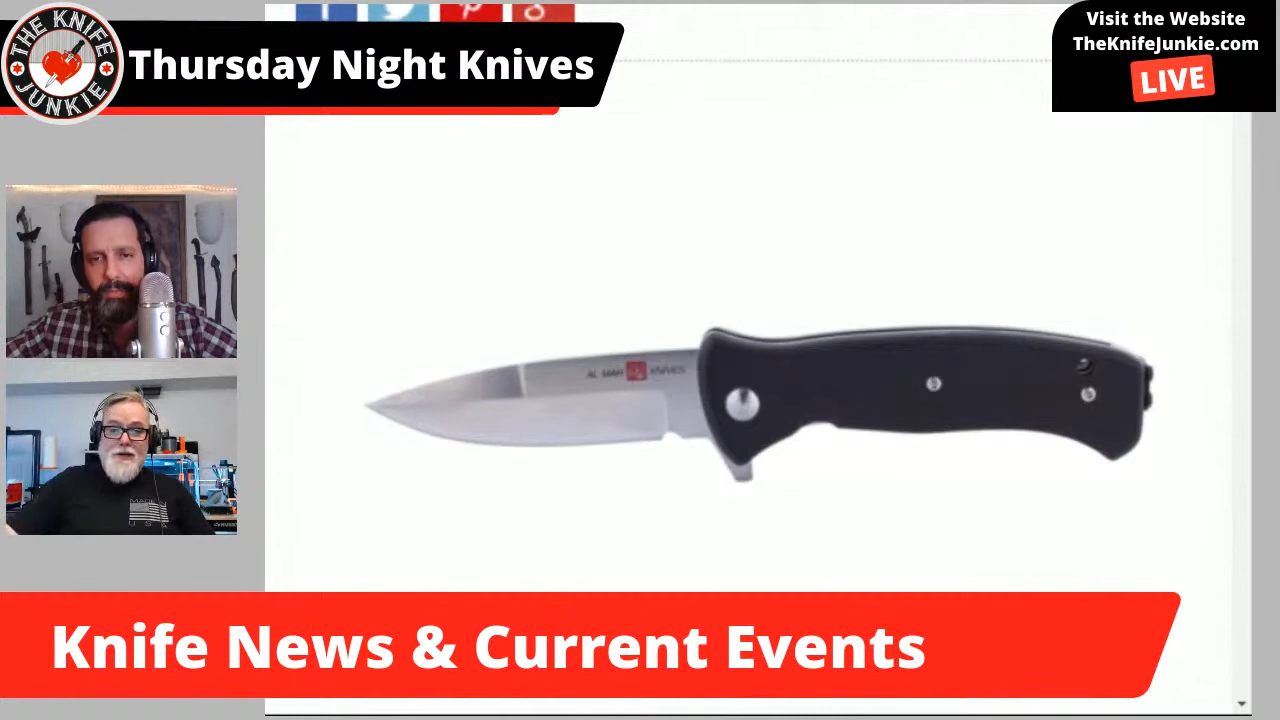 THE KNIFE
JUNKIE
Thursday Night Knives
Visit the Website
TheKnifeJunkie.com
LIVE
AL MAR KNIVES
MADE
U S A
Knife News & Current Events